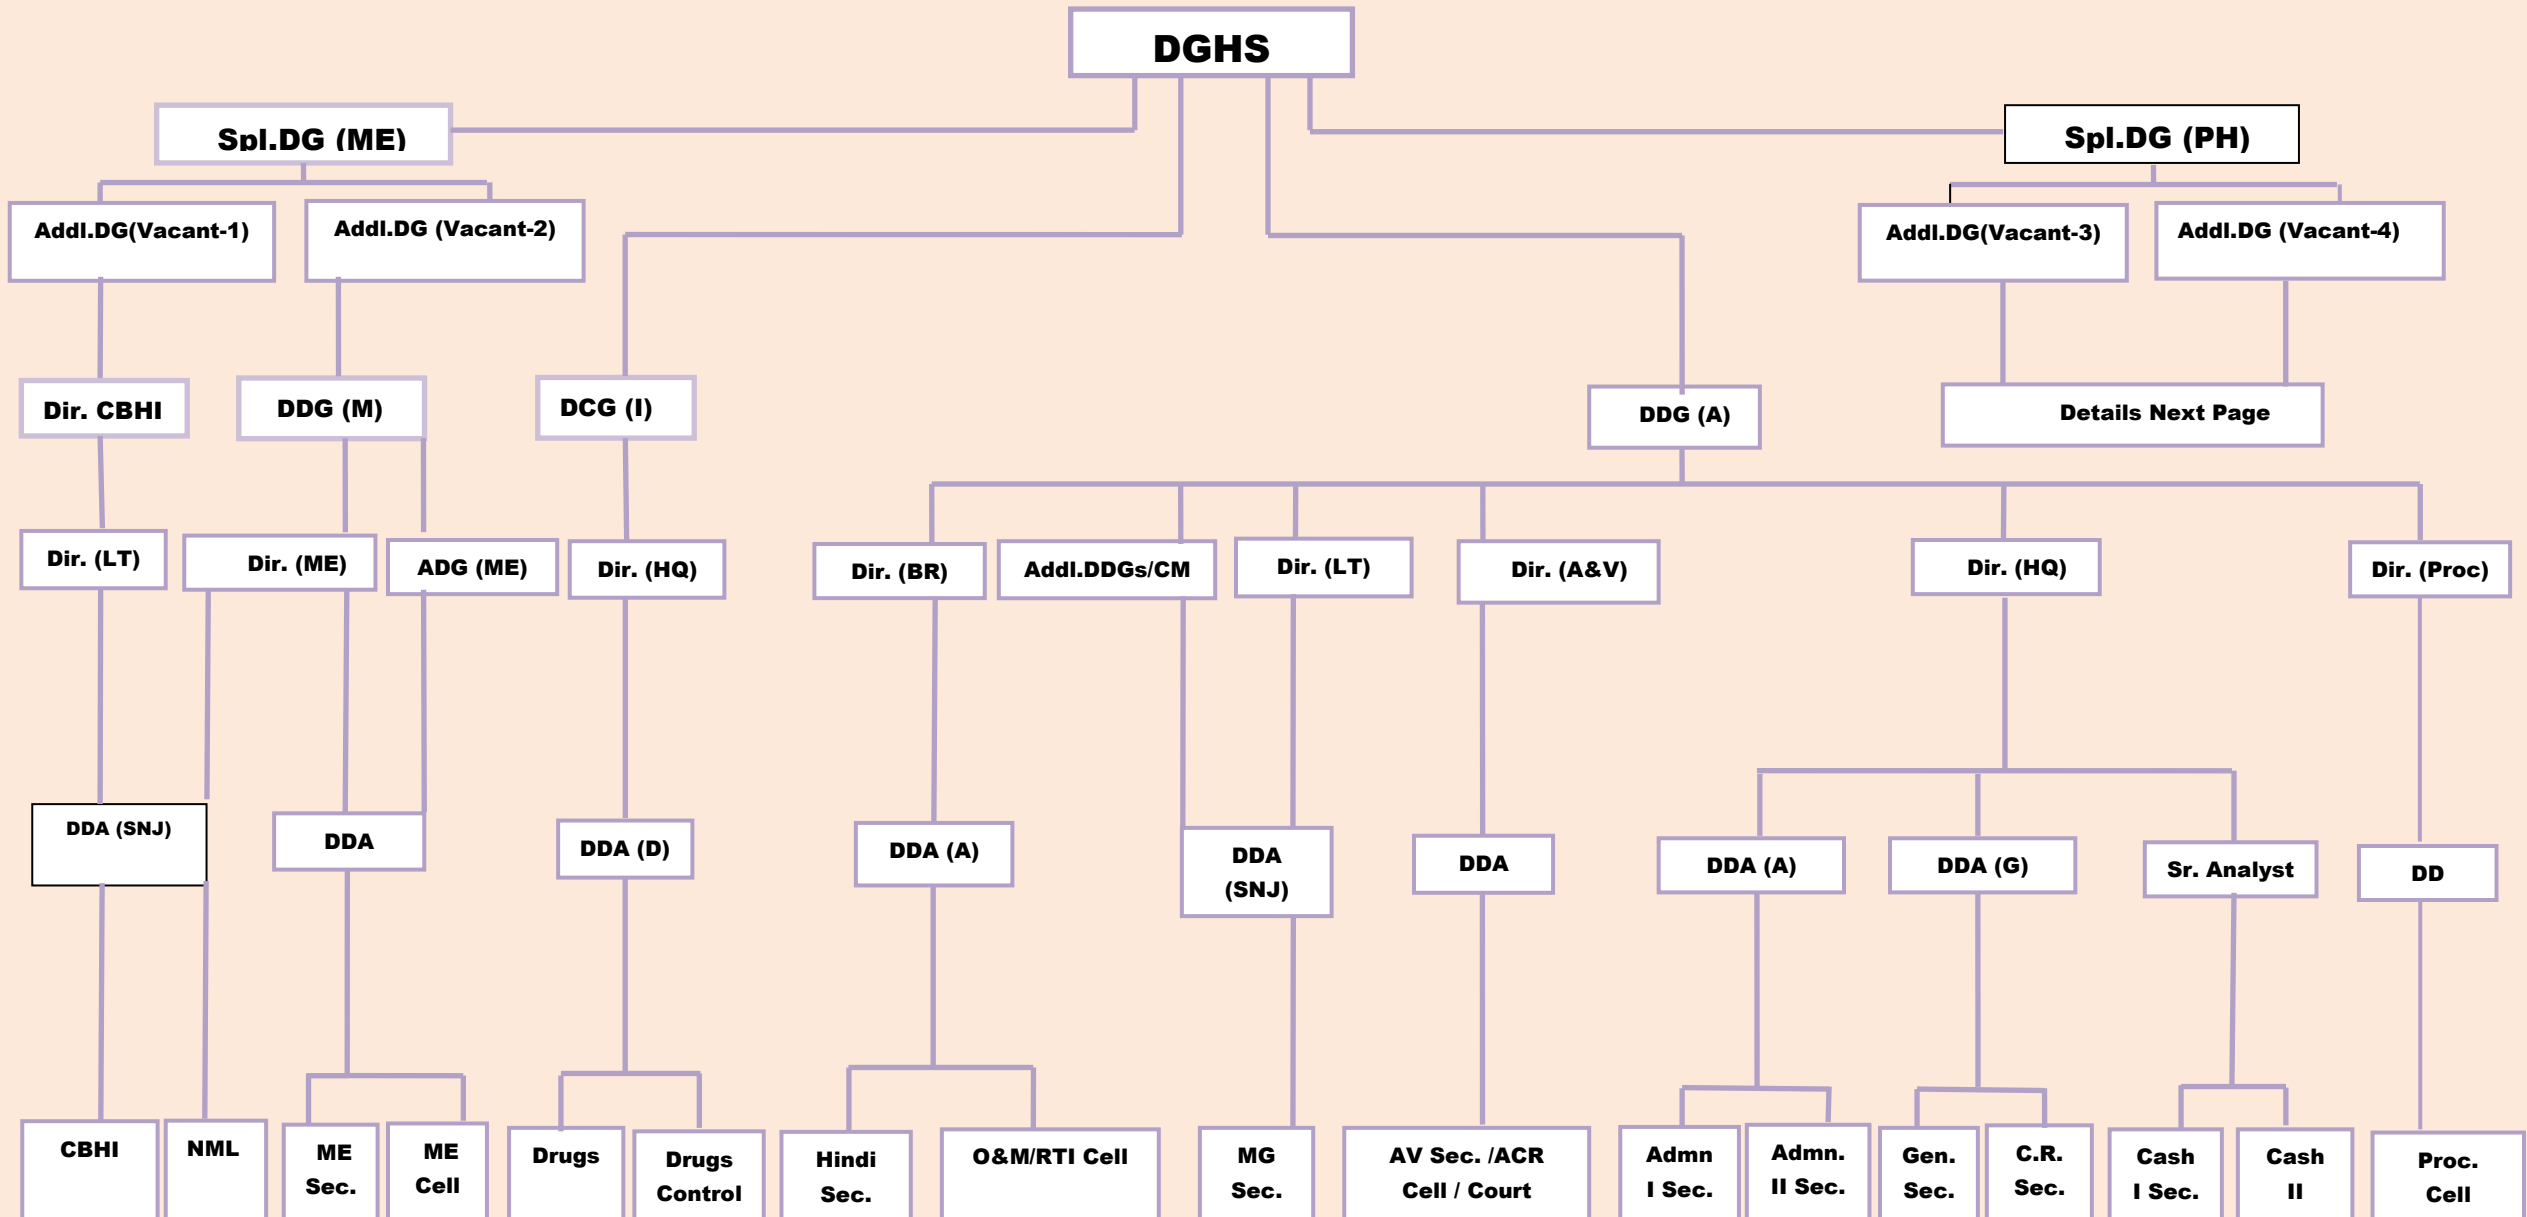 DGHS
Spl.DG (ME)
Spl.DG (PH)
Addl.DG(Vacant-1)
Addl.DG (Vacant-2)
Addl.DG(Vacant-3)
Addl.DG (Vacant-4)
Dir. CBHI
DDG (M)
DCG (I)
DDG (A)
Details Next Page
Dir. (LT)
Dir. (ME)
ADG (ME)
Dir. (HQ)
Dir. (BR)
Addl.DDGs/CM
Dir. (LT)
Dir. (A&V)
Dir. (HQ)
Dir. (Proc)
DDA (SNJ)
DDA
DDA (D)
DDA (A)
DDA
(SNJ)
DDA
DDA (A)
DDA (G)
Sr. Analyst
DD
CBHI
NML
ME
Sec.
ME
Cell
Drugs
Drugs
Control
Hindi
Sec.
O&M/RTI Cell
MG
Sec.
AV Sec. /ACR
Cell / Court
Admn
I Sec.
Admn.
II Sec.
Gen.
Sec.
C.R.
Sec.
Cash
I Sec.
Cash
II
Proc.
Cell